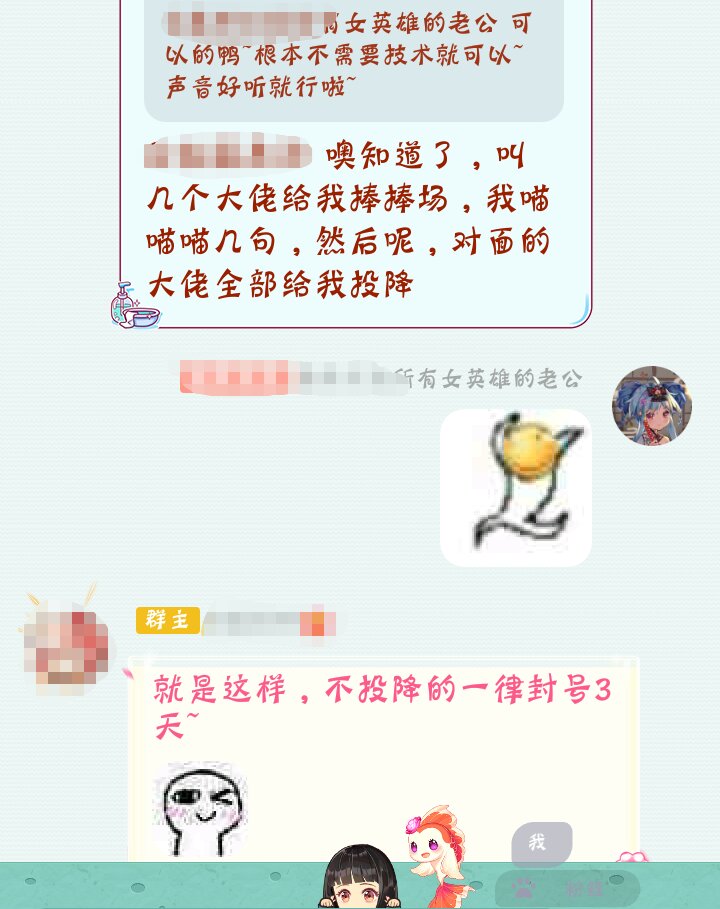 有女英雄的老公 可
以的鸭~根本不需要技术就可以~
声音好听就行啦~
噢知道了，叫
几个大佬给我捧捧场，我喵
喵喵喵几句，然后呢，对面的
大佬全部给我投降
所有女英雄的老公
群主
就是这样，不投降的一律封号3
天~
我